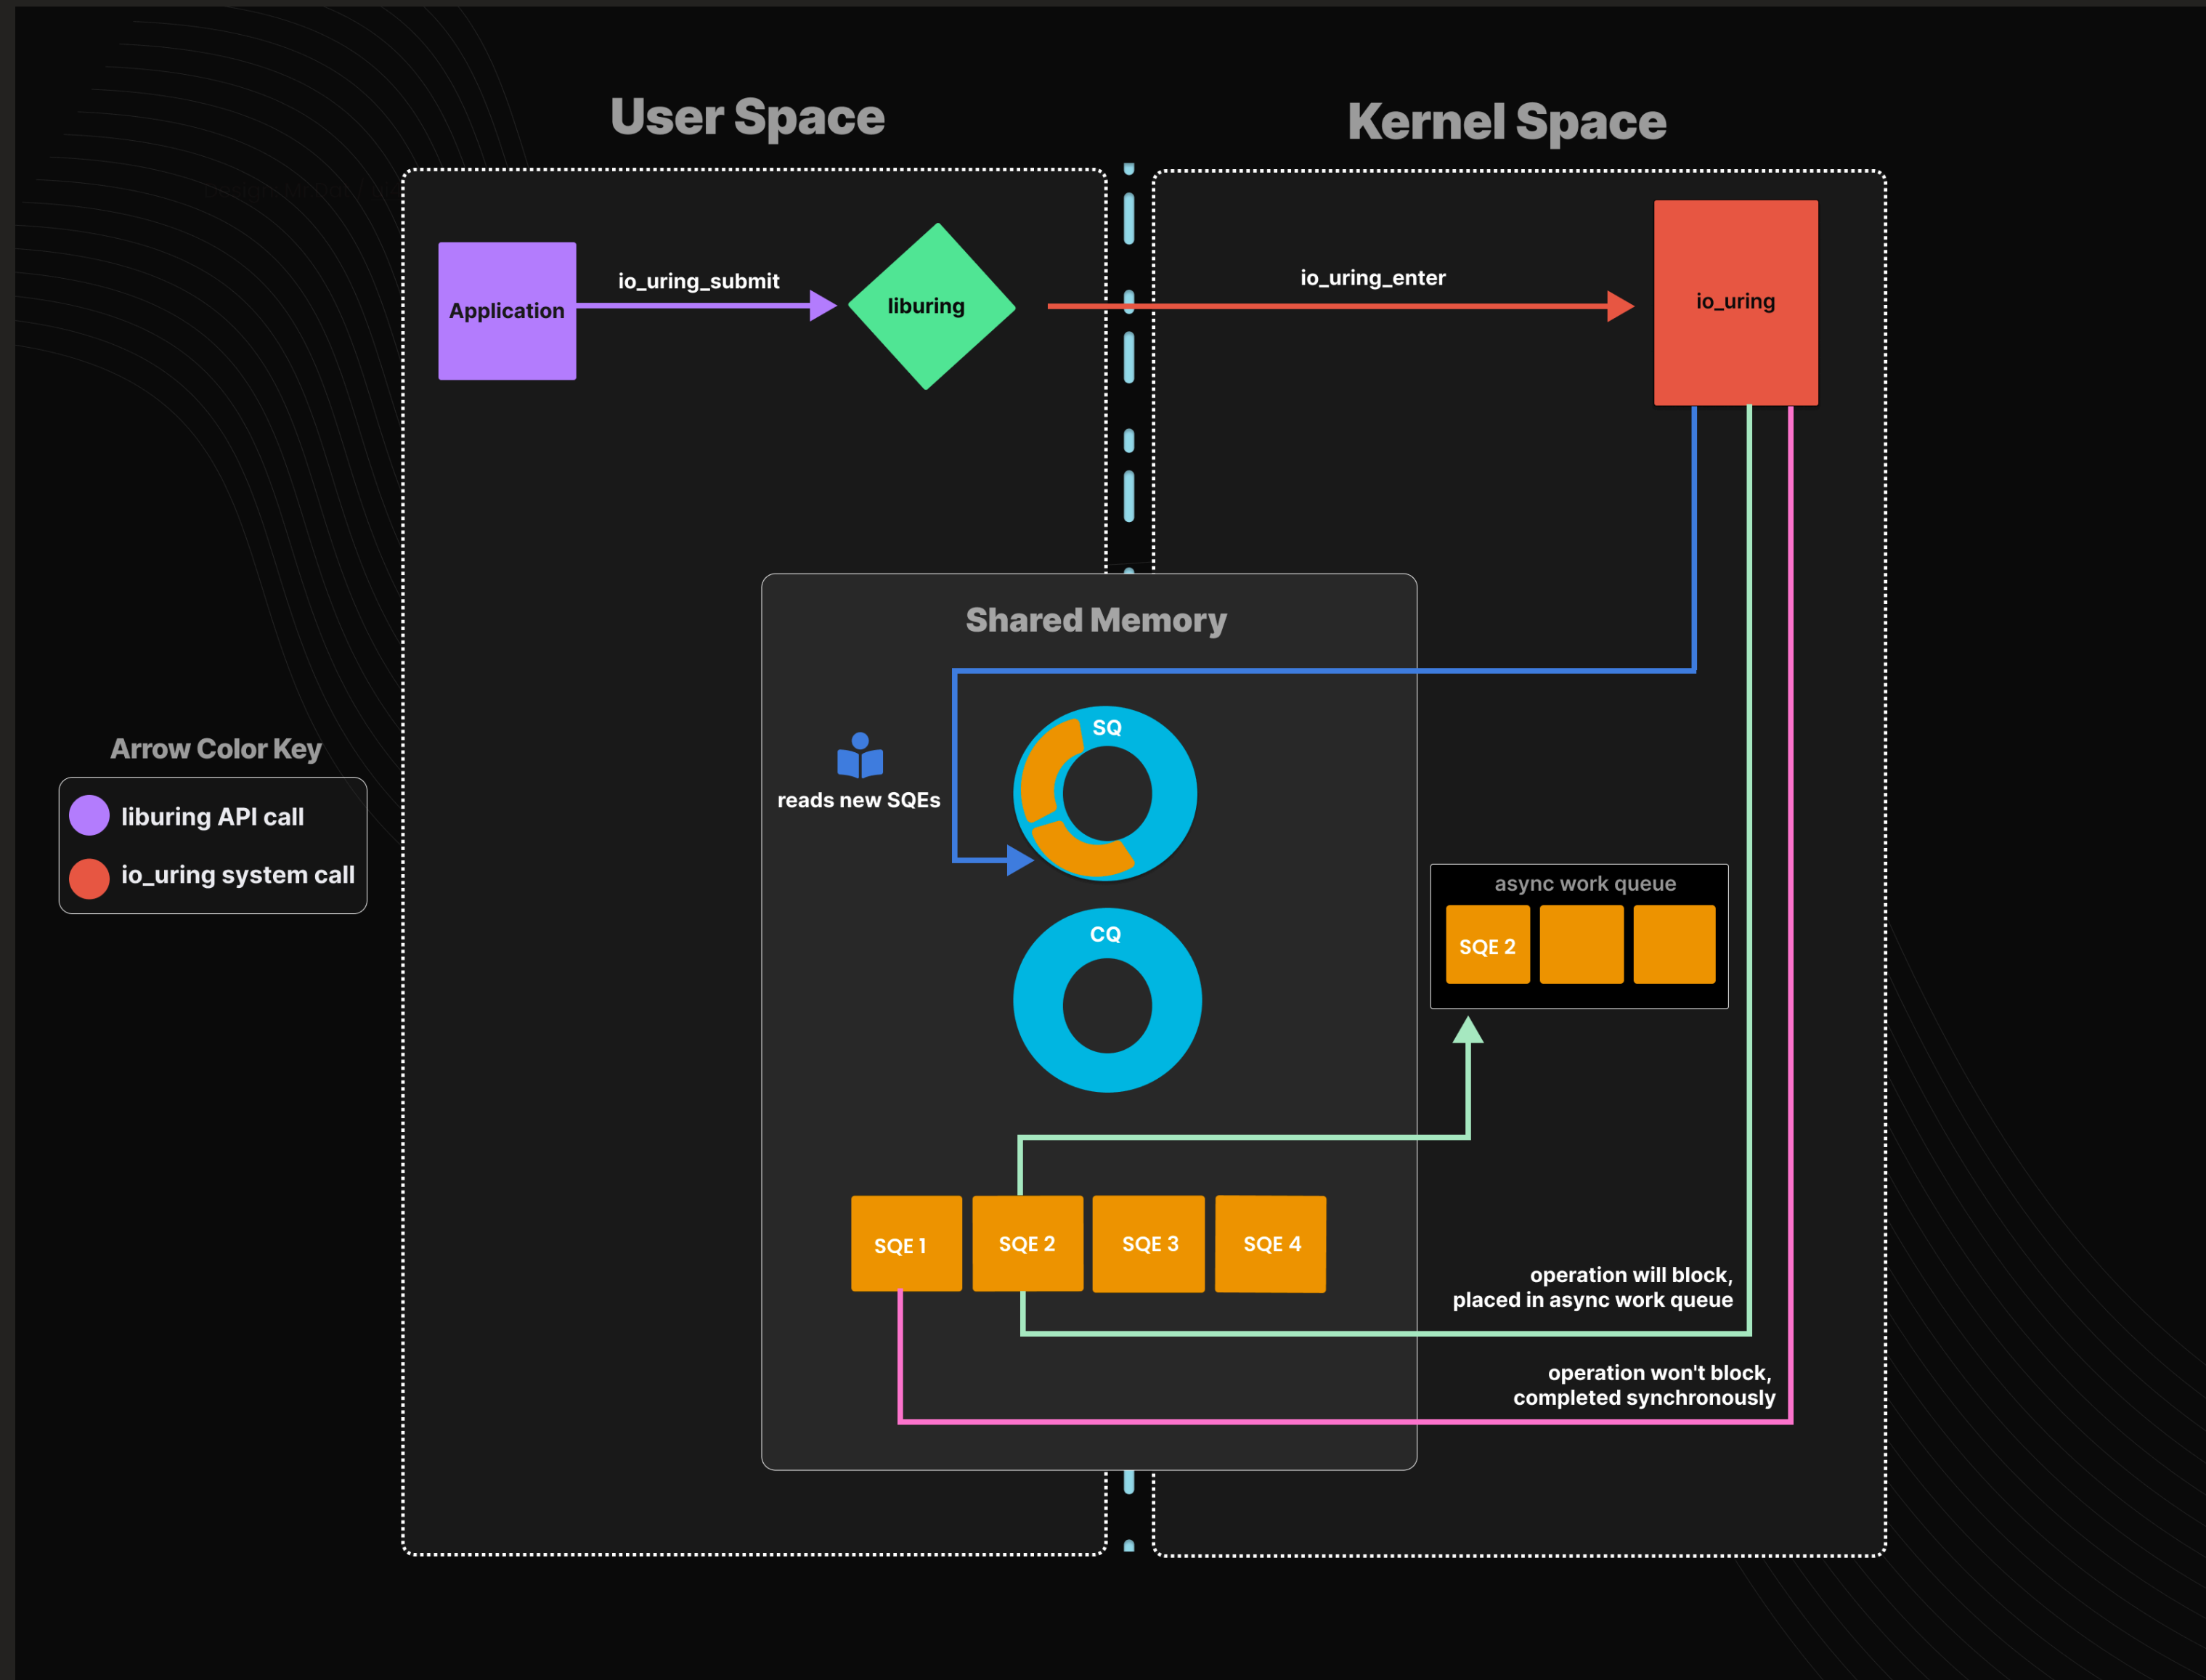 User Space
Kernel Space
Application
io_uring_submit
liburing
io_uring_enter
io_uring
Shared Memory
SQ
reads new SQEs
Arrow Color Key
liburing API call
io_uring system call
CQ
async work queue
SQE 2
SQE 1
SQE 2
SQE 3
SQE 4
operation will block,
placed in async work queue
operation won't block,
completed synchronously